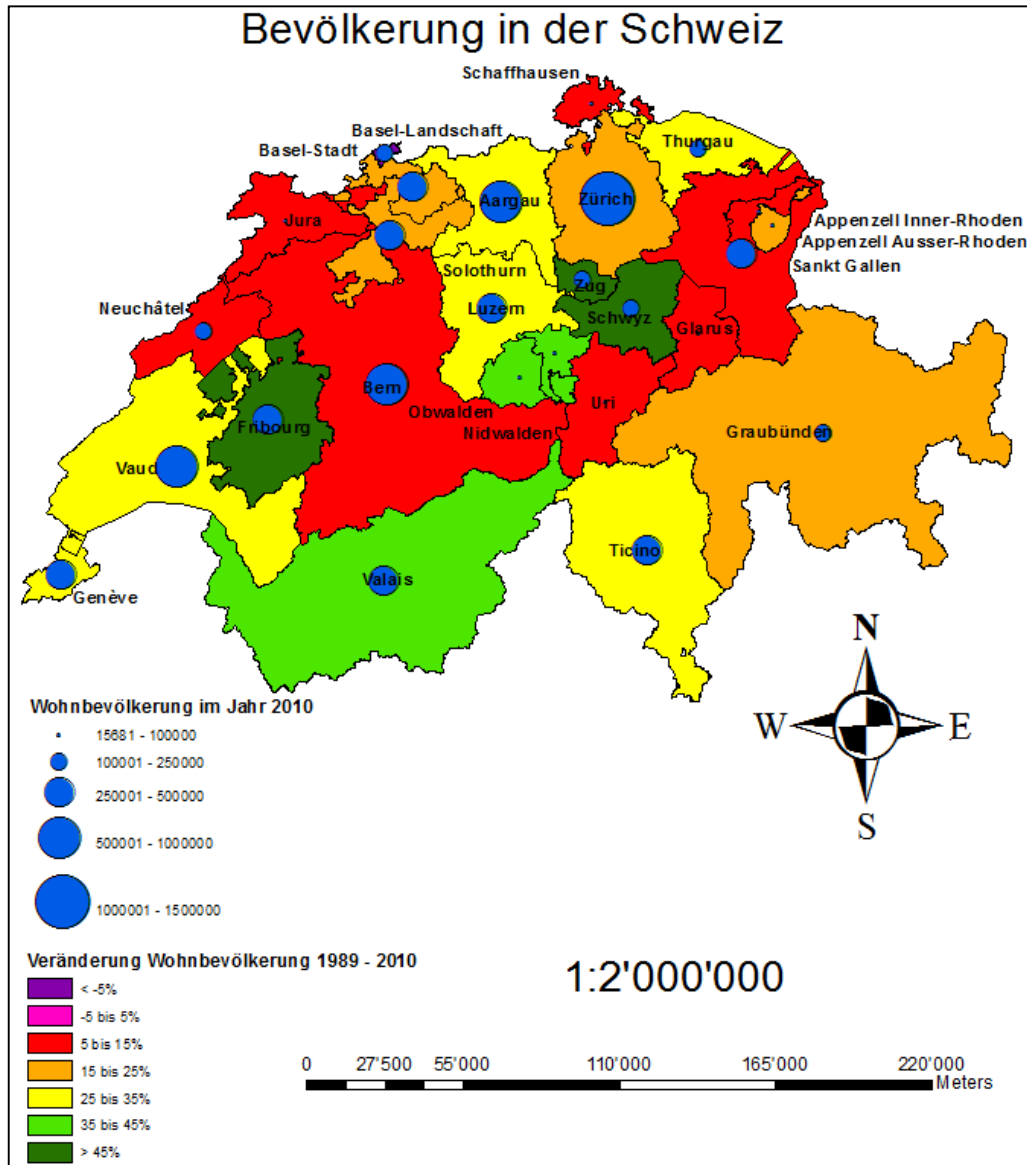 Bevölkerung in der Schweiz
Schaffhausen
Basel-Landschaft
Basel-Stadt
Thurgau
Aargau
Zürich
Jura
Appenzell Inner-Rhoden
Appenzell Ausser-Rhoden
Sankt Gallen
Solothurn
Zug
Neuchâtel
Luzern
Schwyz
Glarus
Bern
Obwalden
Uri
Fribourg
Nidwalden
Graubünden
Vaud
Ticino
Valais
Genève
N
W
E
S
Wohnbevölkerung im Jahr 2010
15681 - 100000
100001 - 250000
250001 - 500000
500001 - 1000000
1000001 - 1500000
Veränderung Wohnbevölkerung 1989 - 2010
< -5%
-5 bis 5%
5 bis 15%
15 bis 25%
25 bis 35%
35 bis 45%
> 45%
1:2'000'000
0 27'500 55'000 110'000 165'000 220'000
Meters